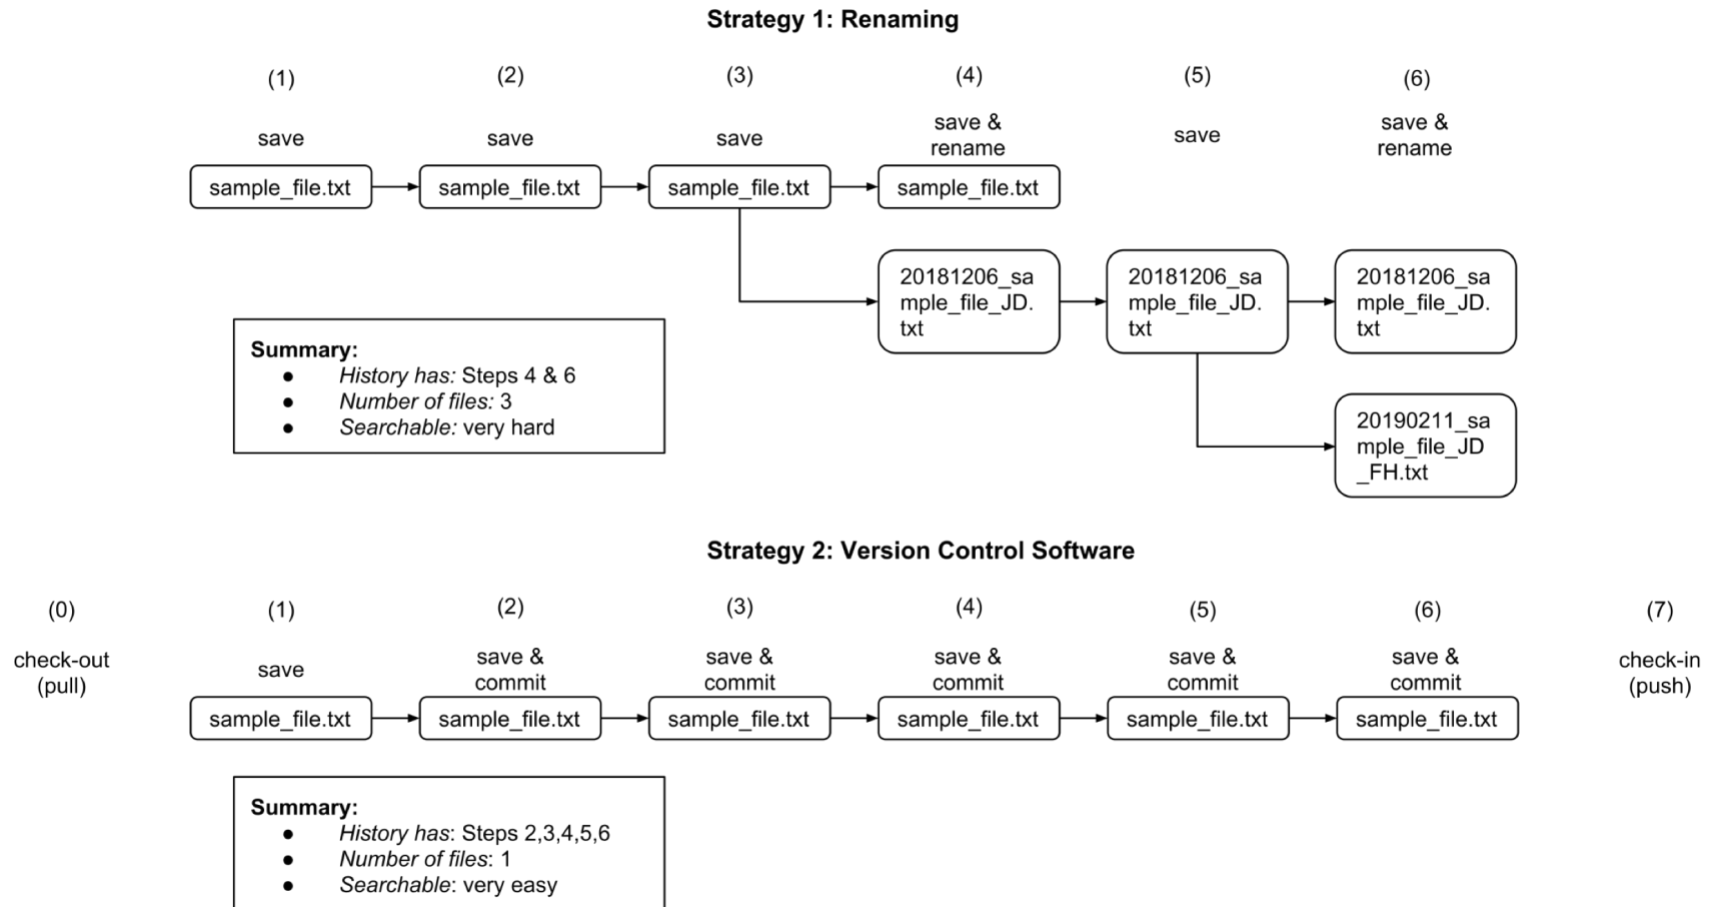 Strategy 1: Renaming
(1)
(2)
(3)
(4)
(5)
(6)
save
save
save
save &
rename
save
save &
rename
sample_file.txt
sample_file.txt
sample_file.txt
sample_file.txt
20181206_sa
mple_file_JD.
txt
20181206_sa
mple_file_JD.
txt
20181206_sa
mple_file_JD.
txt
20190211_sa
mple_file_JD
_FH.txt
Summary:
● History has: Steps 4 & 6
● Number of files: 3
● Searchable: very hard
Strategy 2: Version Control Software
(0)
(1)
(2)
(3)
(4)
(5)
(6)
(7)
check-out
(pull)
save
save &
commit
save &
commit
save &
commit
save &
commit
save &
commit
check-in
(push)
sample_file.txt
sample_file.txt
sample_file.txt
sample_file.txt
sample_file.txt
sample_file.txt
Summary:
● History has: Steps 2,3,4,5,6
● Number of files: 1
● Searchable: very easy